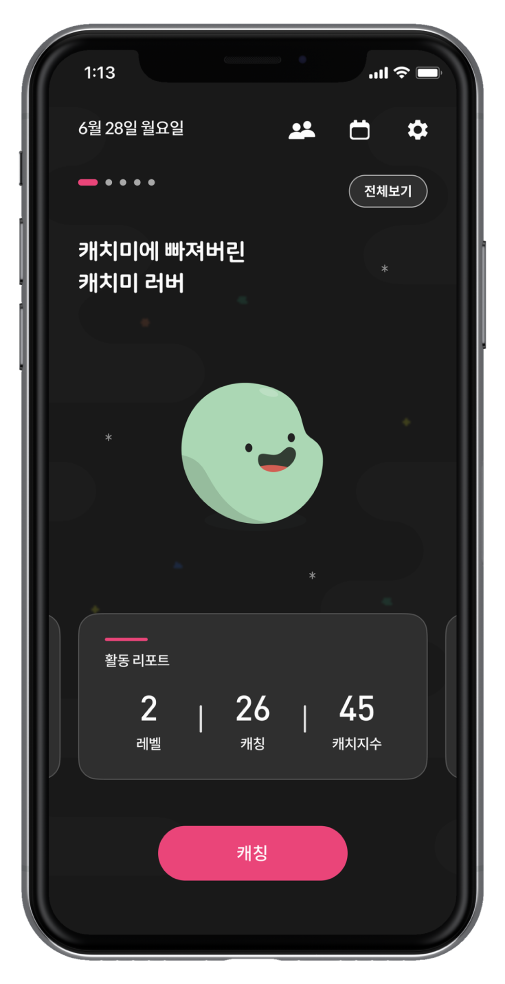 1:13
6월 28일 월요일
전체보기
캐치미에 빠져버린
캐치미 러버
활동 리포트
2 | 26 | 45
레벨 캐칭 캐치지수
캐칭